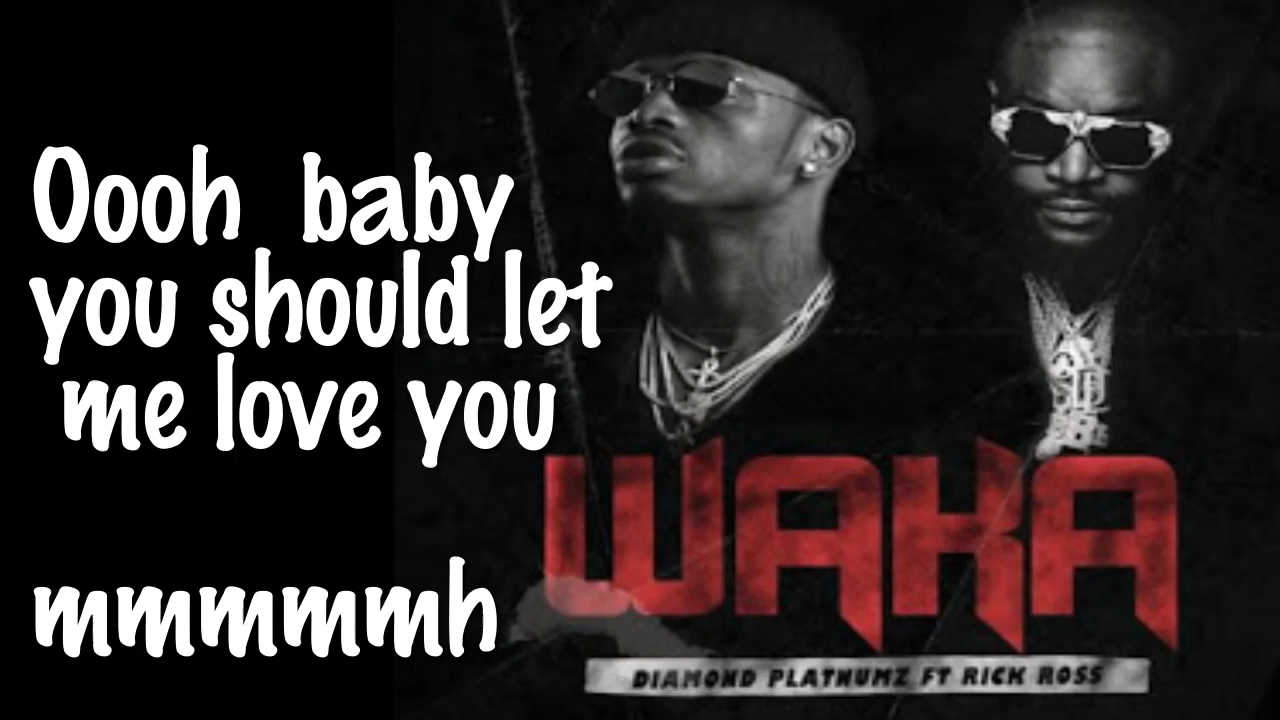 Oooh baby
you should let
me love you
mmmmmh
WAKA
DIAMOND PLATNUMZ FT RICK ROSS